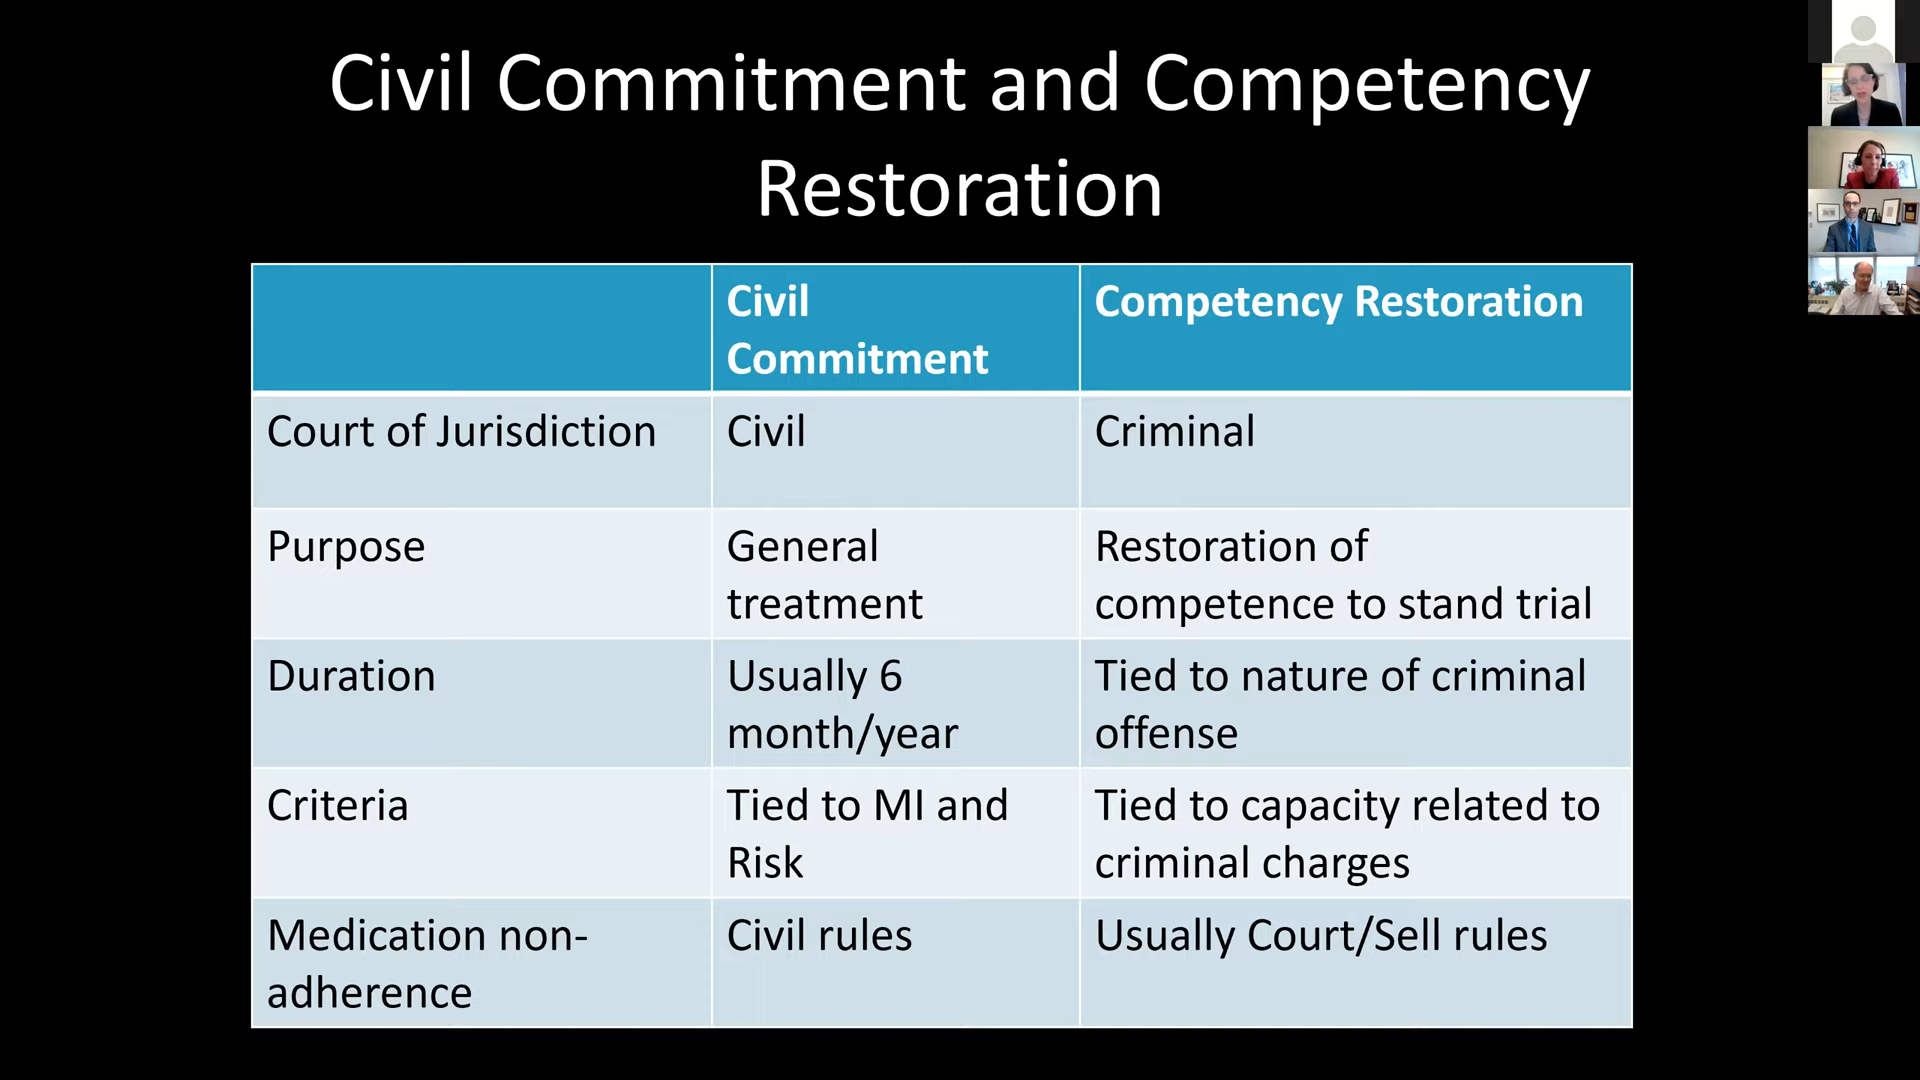 Civil Commitment and Competency
Restoration
Civil
Commitment
Competency Restoration
Court of Jurisdiction
Civil
Criminal
Purpose
General
treatment
Restoration of
competence to stand trial
Duration
Usually 6
month/year
Tied to nature of criminal
offense
Criteria
Tied to MI and
Risk
Tied to capacity related to
criminal charges
Medication non-
adherence
Civil rules
Usually Court/Sell rules